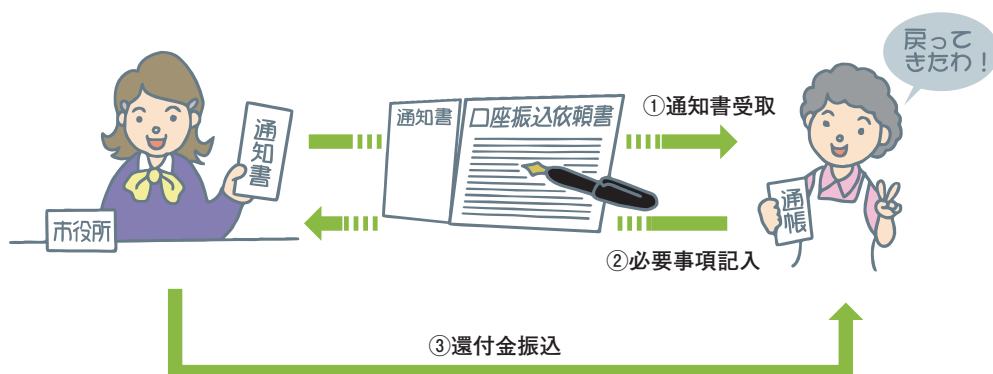 戻って
きたわ！
通知書
市役所
通知書
口座振込依頼書
①通知書受取
通帳
②必要事項記入
③還付金振込